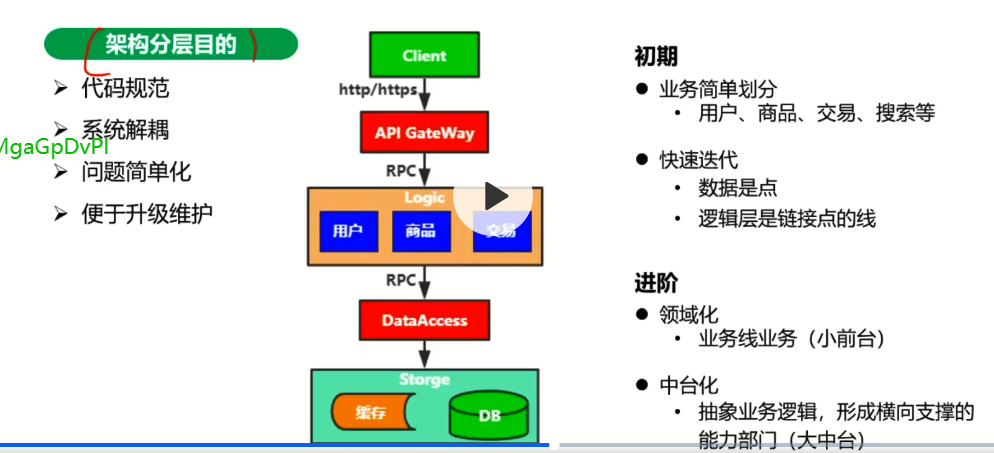 架构分层目的
代码规范
系统解耦
MgaGpDvPI
问题简单化
便于升级维护
Client
http/https
API GateWay
RPC
Logic
用户
商品
交易
RPC
DataAccess
Storge
缓存
DB
初期
业务简单划分
用户、商品、交易、搜索等
快速迭代
数据是点
逻辑层是链接点的线
进阶
领域化
业务线业务（小前台）
中台化
抽象业务逻辑，形成横向支撑的
能力部门（大中台）